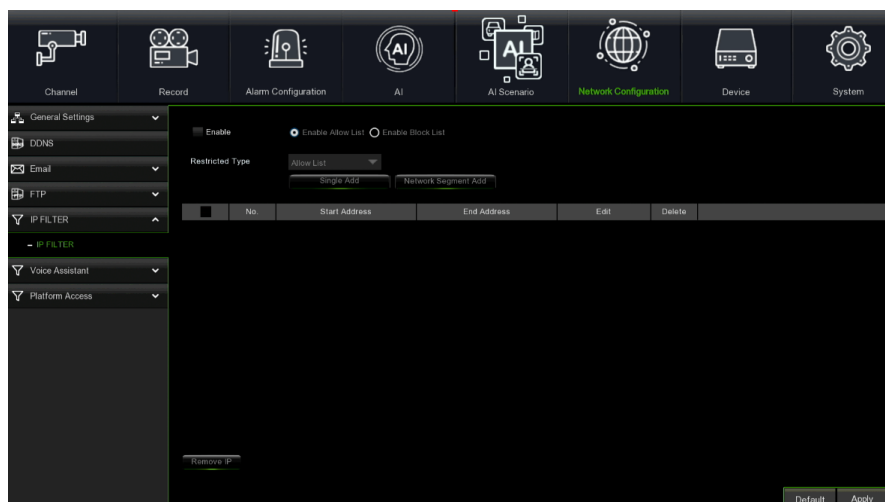 Channel Record Alarm Configuration AI AI Scenario Network Configuration Device System
General Settings
DDNS
Email
FTP
IP FILTER
– IP FILTER
Voice Assistant
Platform Access
Enable Enable Allow List Enable Block List
Restricted Type Allow List
Single Add Network Segment Add
No. Start Address End Address Edit Delete
Remove IP
Default Apply